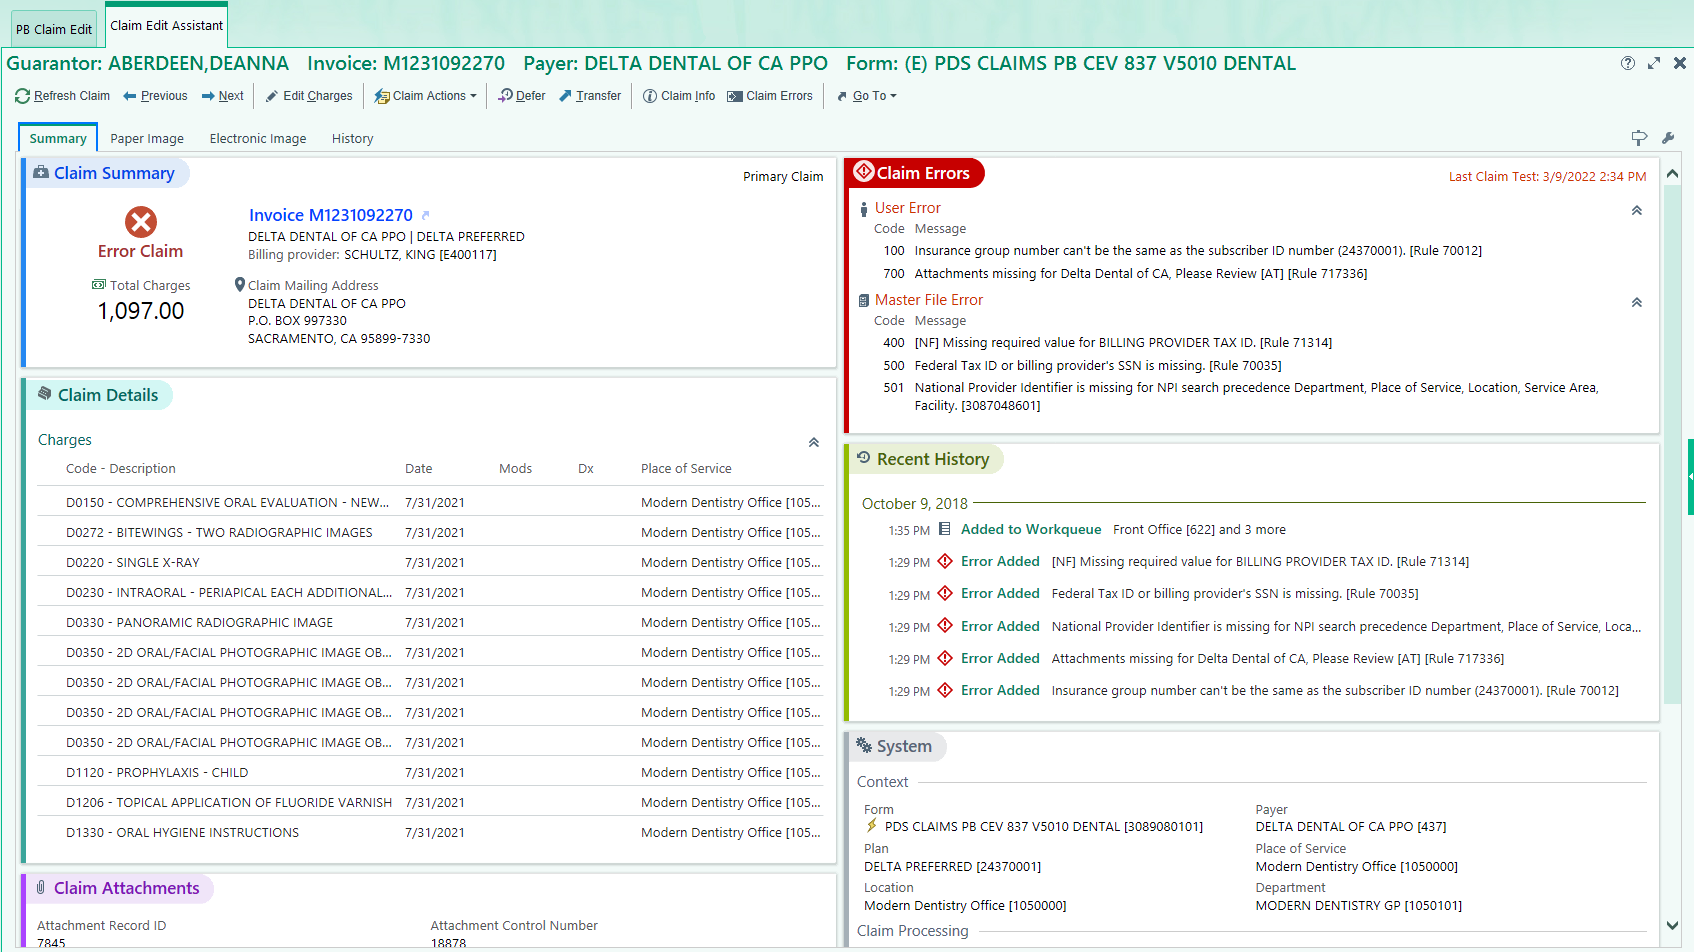 PB Claim Edit
Claim Edit Assistant
Guarantor: ABERDEEN,DEANNA Invoice: M1231092270 Payer: DELTA DENTAL OF CA PPO Form: (E) PDS CLAIMS PB CEV 837 V5010 DENTAL
Refresh Claim Previous Next Edit Charges Claim Actions Defer Transfer Claim Info Claim Errors Go To
Summary Paper Image Electronic Image History
Claim Summary
Primary Claim
Error Claim
Total Charges
1,097.00
Invoice M1231092270
DELTA DENTAL OF CA PPO | DELTA PREFERRED
Billing provider: SCHULTZ, KING [E400117]
Claim Mailing Address
DELTA DENTAL OF CA PPO
P.O. BOX 997330
SACRAMENTO, CA 95899-7330
Claim Details
Charges
Code - Description Date Mods Dx Place of Service
D0150 - COMPREHENSIVE ORAL EVALUATION - NEW... 7/31/2021 Modern Dentistry Office [105...
D0272 - BITEWINGS - TWO RADIOGRAPHIC IMAGES 7/31/2021 Modern Dentistry Office [105...
D0220 - SINGLE X-RAY 7/31/2021 Modern Dentistry Office [105...
D0230 - INTRAORAL - PERIAPICAL EACH ADDITIONAL... 7/31/2021 Modern Dentistry Office [105...
D0330 - PANORAMIC RADIOGRAPHIC IMAGE 7/31/2021 Modern Dentistry Office [105...
D0350 - 2D ORAL/FACIAL PHOTOGRAPHIC IMAGE OB... 7/31/2021 Modern Dentistry Office [105...
D0350 - 2D ORAL/FACIAL PHOTOGRAPHIC IMAGE OB... 7/31/2021 Modern Dentistry Office [105...
D0350 - 2D ORAL/FACIAL PHOTOGRAPHIC IMAGE OB... 7/31/2021 Modern Dentistry Office [105...
D0350 - 2D ORAL/FACIAL PHOTOGRAPHIC IMAGE OB... 7/31/2021 Modern Dentistry Office [105...
D1120 - PROPHYLAXIS - CHILD 7/31/2021 Modern Dentistry Office [105...
D1206 - TOPICAL APPLICATION OF FLUORIDE VARNISH 7/31/2021 Modern Dentistry Office [105...
D1330 - ORAL HYGIENE INSTRUCTIONS 7/31/2021 Modern Dentistry Office [105...
Claim Attachments
Attachment Record ID Attachment Control Number
7845 18878
Claim Errors
Last Claim Test: 3/9/2022 2:34 PM
User Error
Code Message
100 Insurance group number can't be the same as the subscriber ID number (24370001). [Rule 70012]
700 Attachments missing for Delta Dental of CA, Please Review [AT] [Rule 717336]
Master File Error
Code Message
400 [NF] Missing required value for BILLING PROVIDER TAX ID. [Rule 71314]
500 Federal Tax ID or billing provider's SSN is missing. [Rule 70035]
501 National Provider Identifier is missing for NPI search precedence Department, Place of Service, Location, Service Area,
Facility. [3087048601]
Recent History
October 9, 2018
1:35 PM Added to Workqueue Front Office [622] and 3 more
1:29 PM Error Added [NF] Missing required value for BILLING PROVIDER TAX ID. [Rule 71314]
1:29 PM Error Added Federal Tax ID or billing provider's SSN is missing. [Rule 70035]
1:29 PM Error Added National Provider Identifier is missing for NPI search precedence Department, Place of Service, Loca...
1:29 PM Error Added Attachments missing for Delta Dental of CA, Please Review [AT] [Rule 717336]
1:29 PM Error Added Insurance group number can't be the same as the subscriber ID number (24370001). [Rule 70012]
System
Context
Form Payer
PDS CLAIMS PB CEV 837 V5010 DENTAL [3089080101] DELTA DENTAL OF CA PPO [437]
Plan Place of Service
DELTA PREFERRED [24370001] Modern Dentistry Office [1050000]
Location Department
Modern Dentistry Office [1050000] MODERN DENTISTRY GP [1050101]
Claim Processing